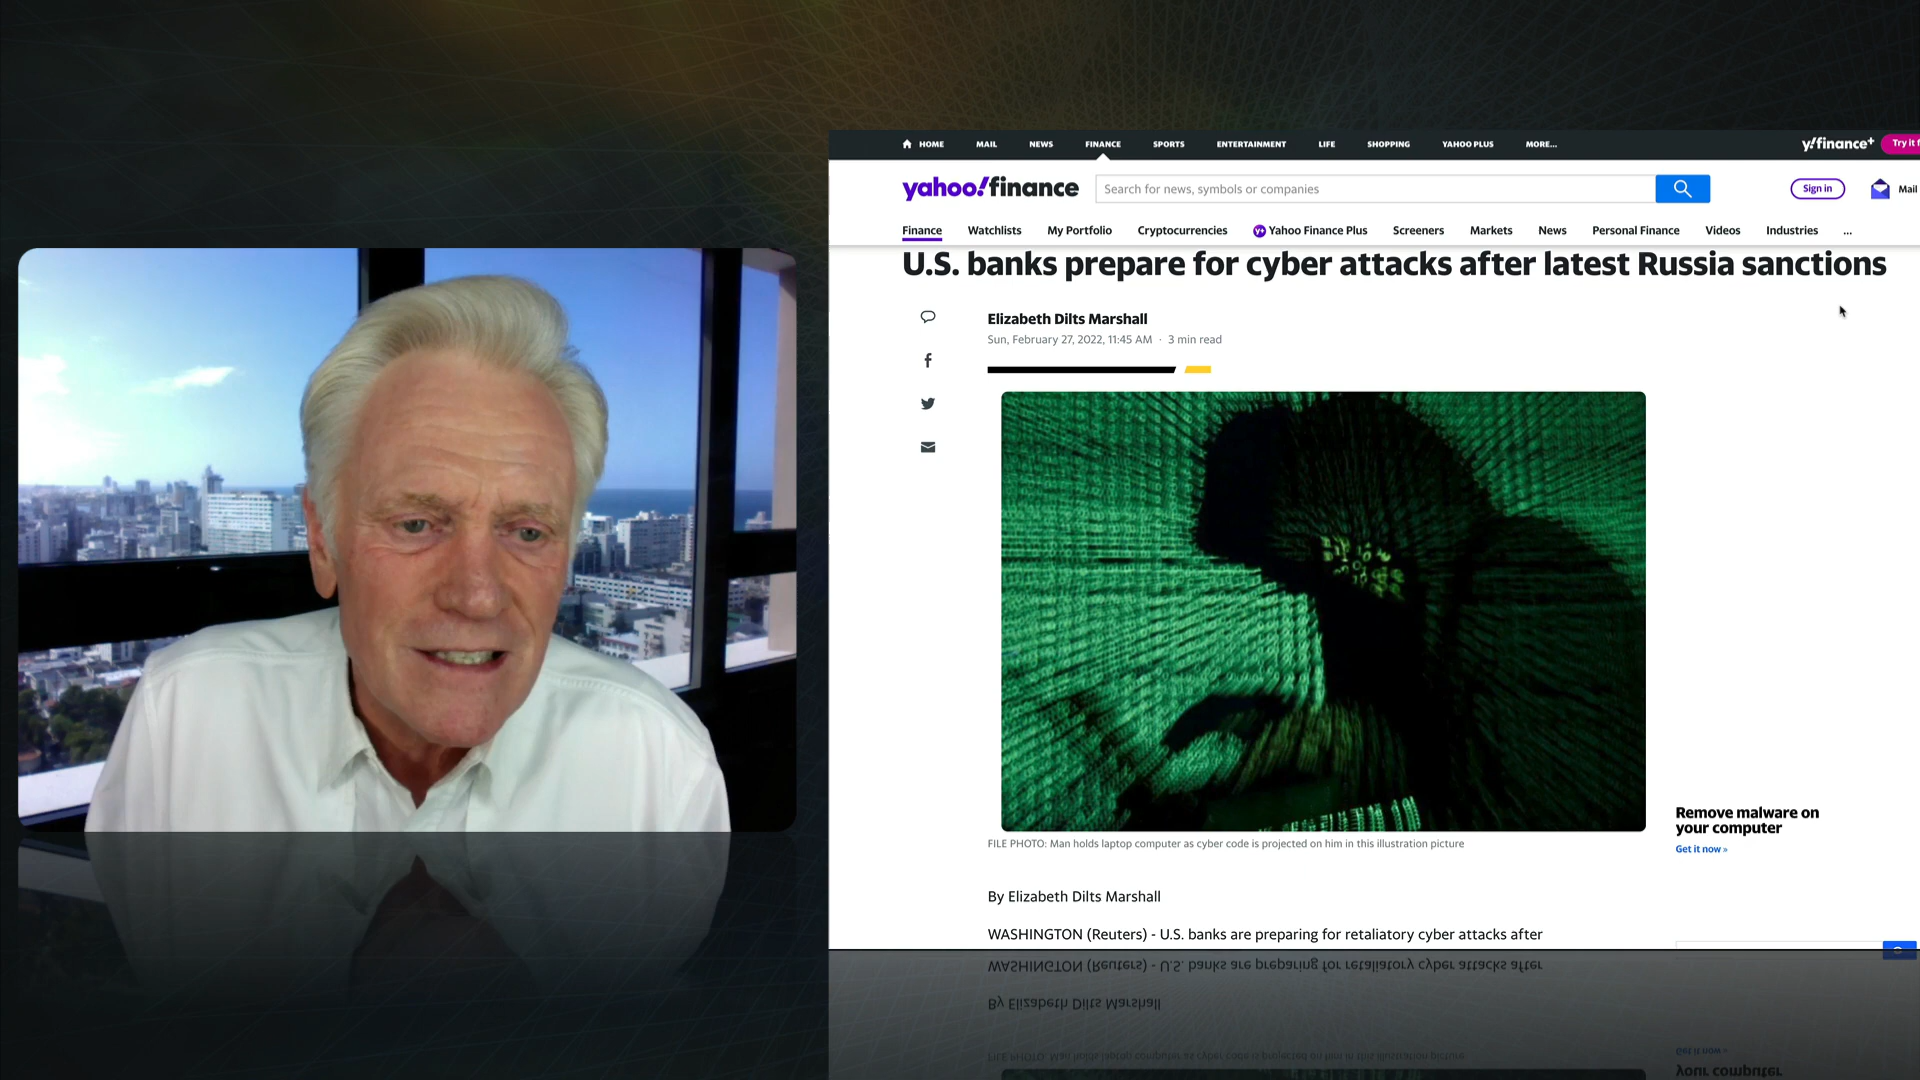 HOME MAIL NEWS FINANCE SPORTS ENTERTAINMENT LIFE SHOPPING YAHOO PLUS MORE... y!finance+ Try it f
yahoo!finance Search for news, symbols or companies Sign in Mail
Finance Watchlists My Portfolio Cryptocurrencies Y+ Yahoo Finance Plus Screeners Markets News Personal Finance Videos Industries ...
U.S. banks prepare for cyber attacks after latest Russia sanctions
Elizabeth Dilts Marshall
Sun, February 27, 2022, 11:45 AM · 3 min read
Remove malware on
your computer
Get it now »
FILE PHOTO: Man holds laptop computer as cyber code is projected on him in this illustration picture
By Elizabeth Dilts Marshall
WASHINGTON (Reuters) - U.S. banks are preparing for retaliatory cyber attacks after